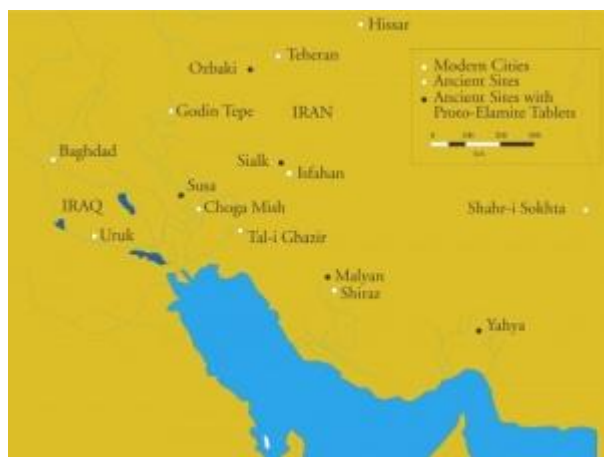 Hissar
Teheran
Ozbaki
Modern Cities
Ancient Sites
Ancient Sites with
Proto-Elamite Tablets
Godin Tepe
IRAN
Baghdad
Sialk
Isfahan
Susa
IRAQ
Choga Mish
Shahr-i Sokhta
Uruk
Tal-i Ghazir
Malyan
Shiraz
Yahya